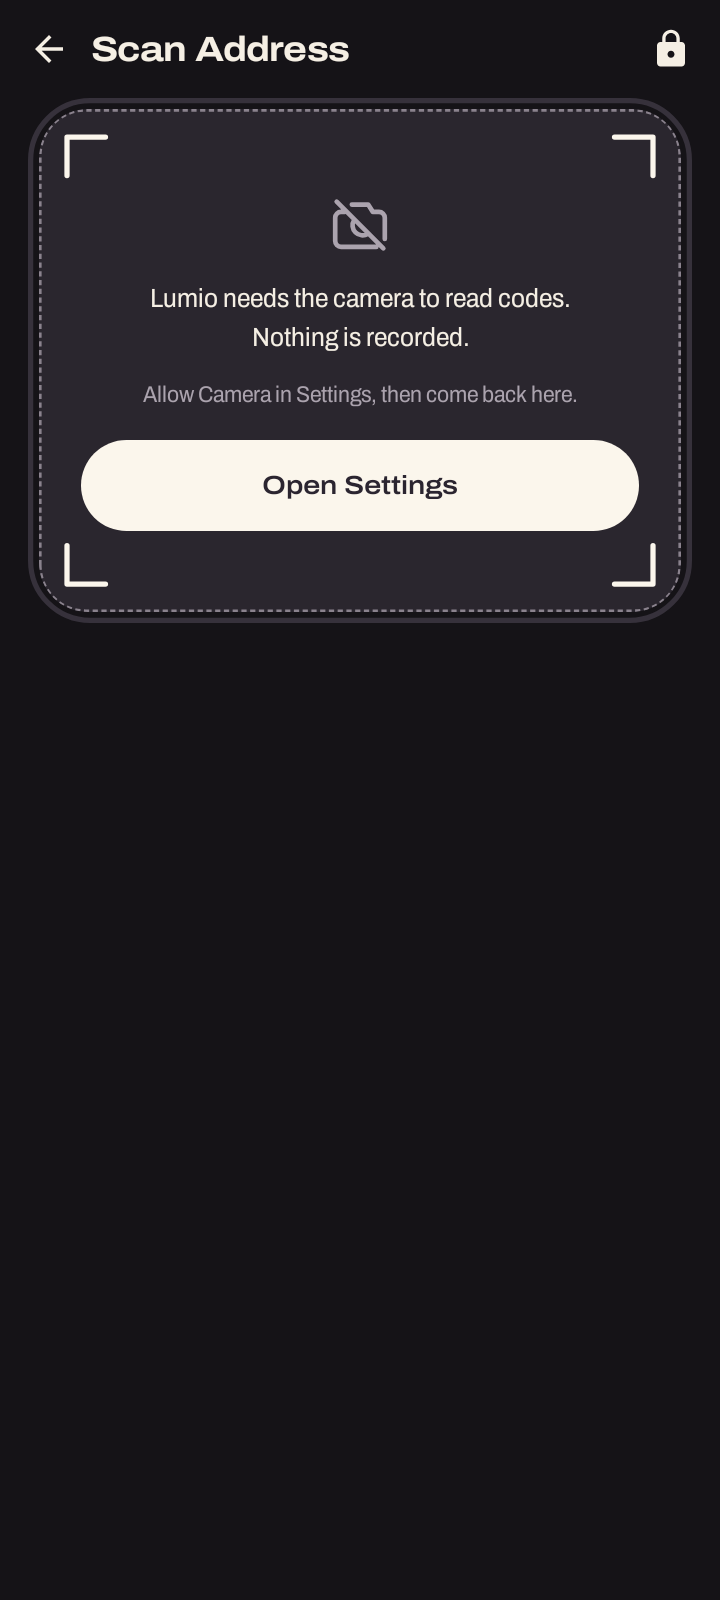 Scan Address
Lumio needs the camera to read codes.
Nothing is recorded.
Allow Camera in Settings, then come back here.
Open Settings